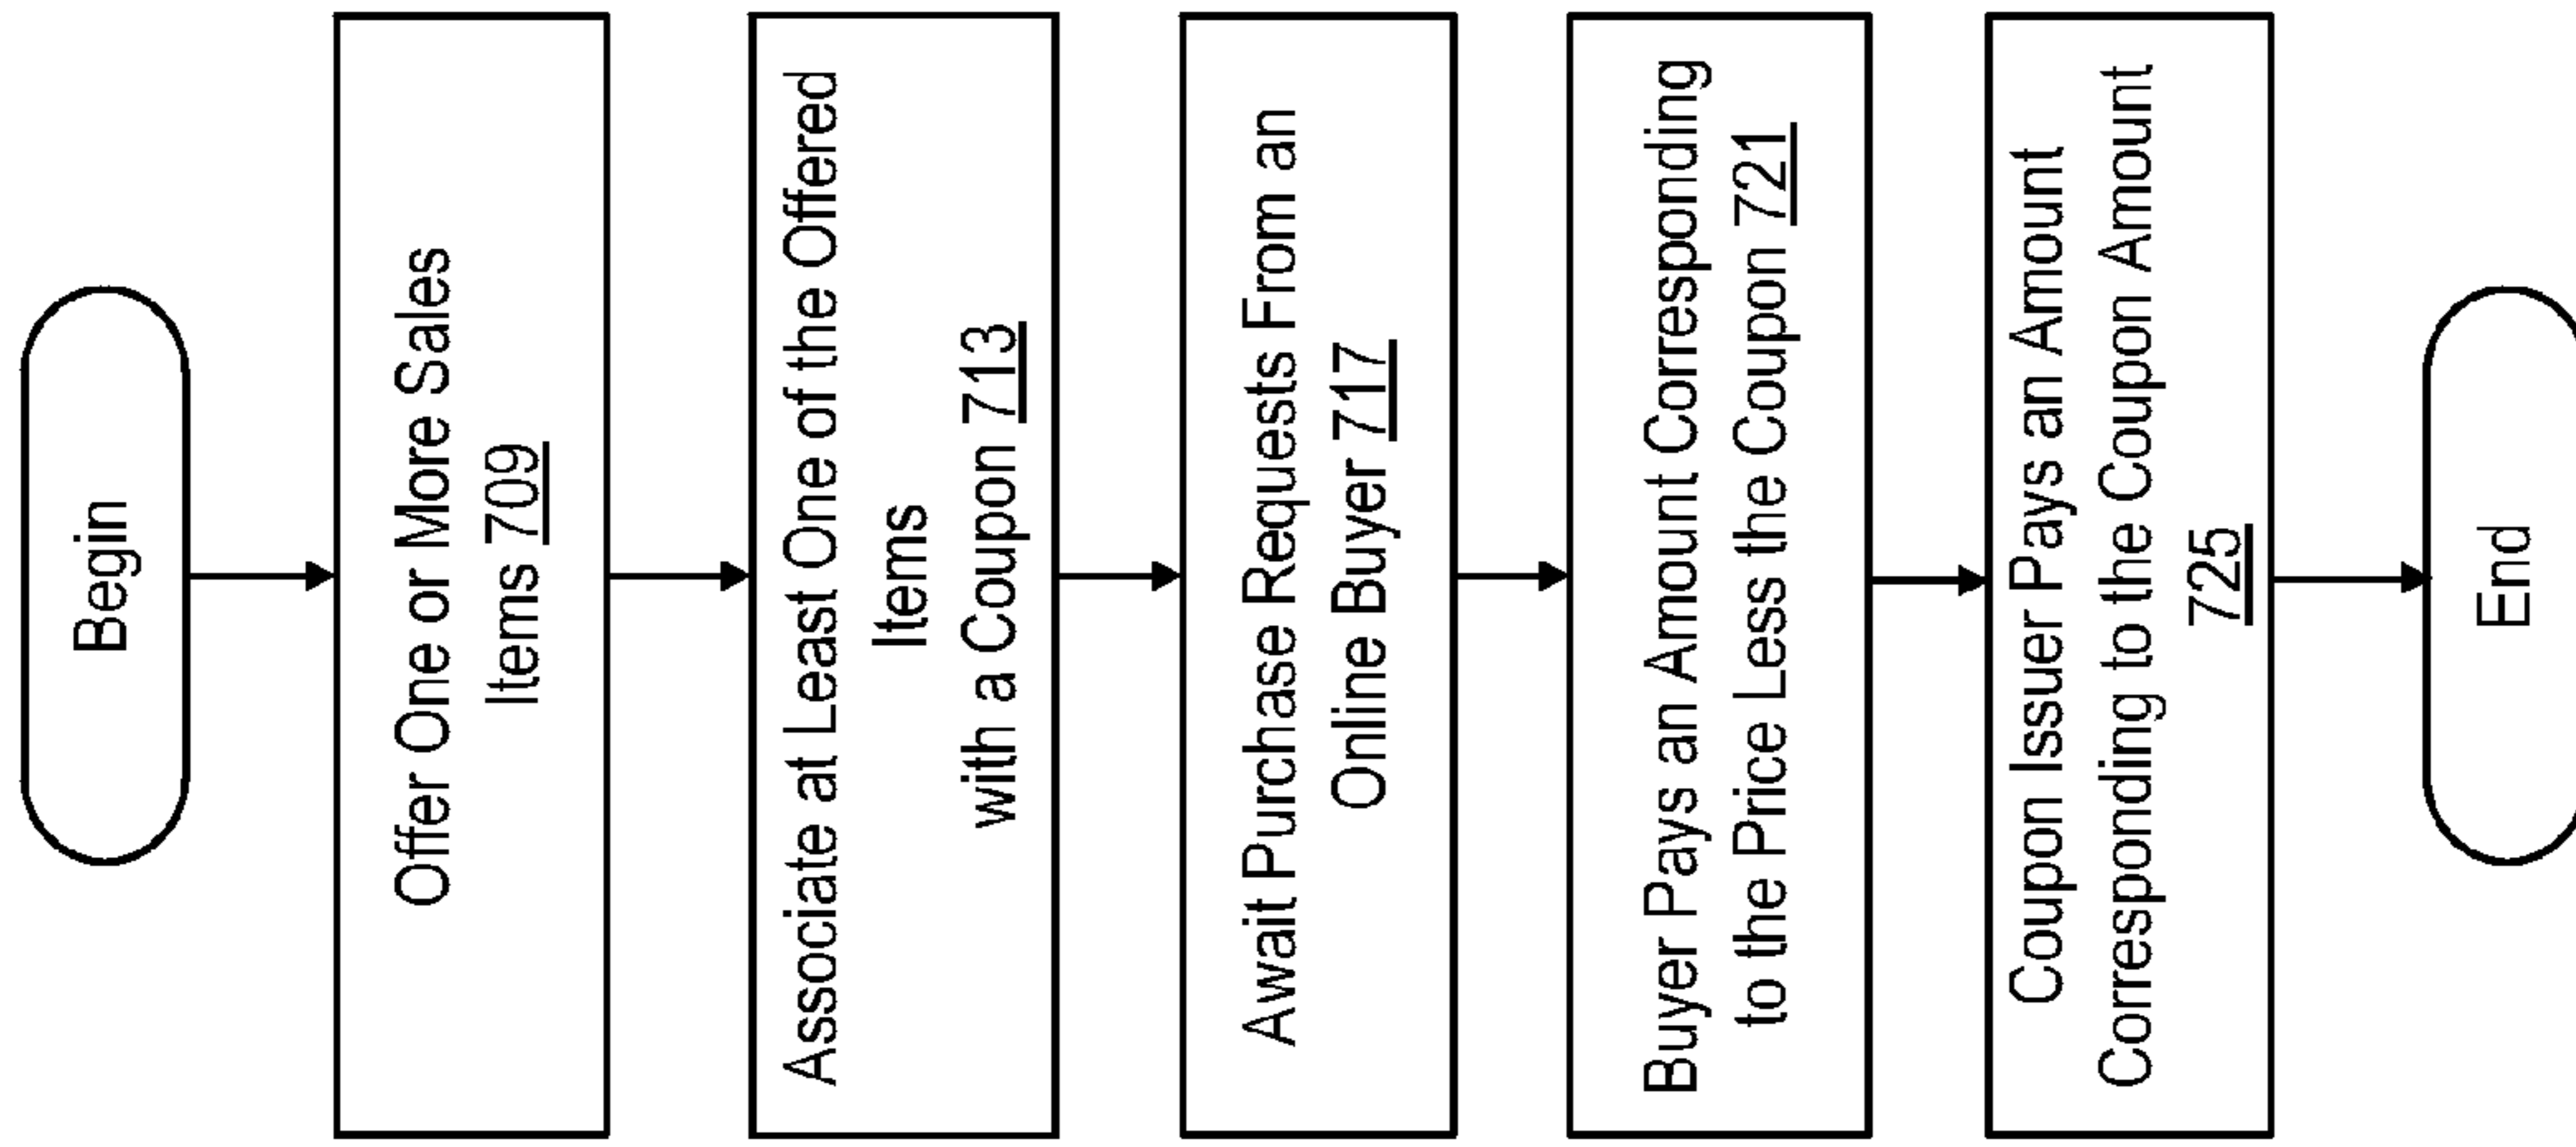 Begin
Offer One or More Sales
Items 709
Associate at Least One of the Offered
Items
with a Coupon 713
Await Purchase Requests From an
Online Buyer 717
Buyer Pays an Amount Corresponding
to the Price Less the Coupon 721
Coupon Issuer Pays an Amount
Corresponding to the Coupon Amount
725
End